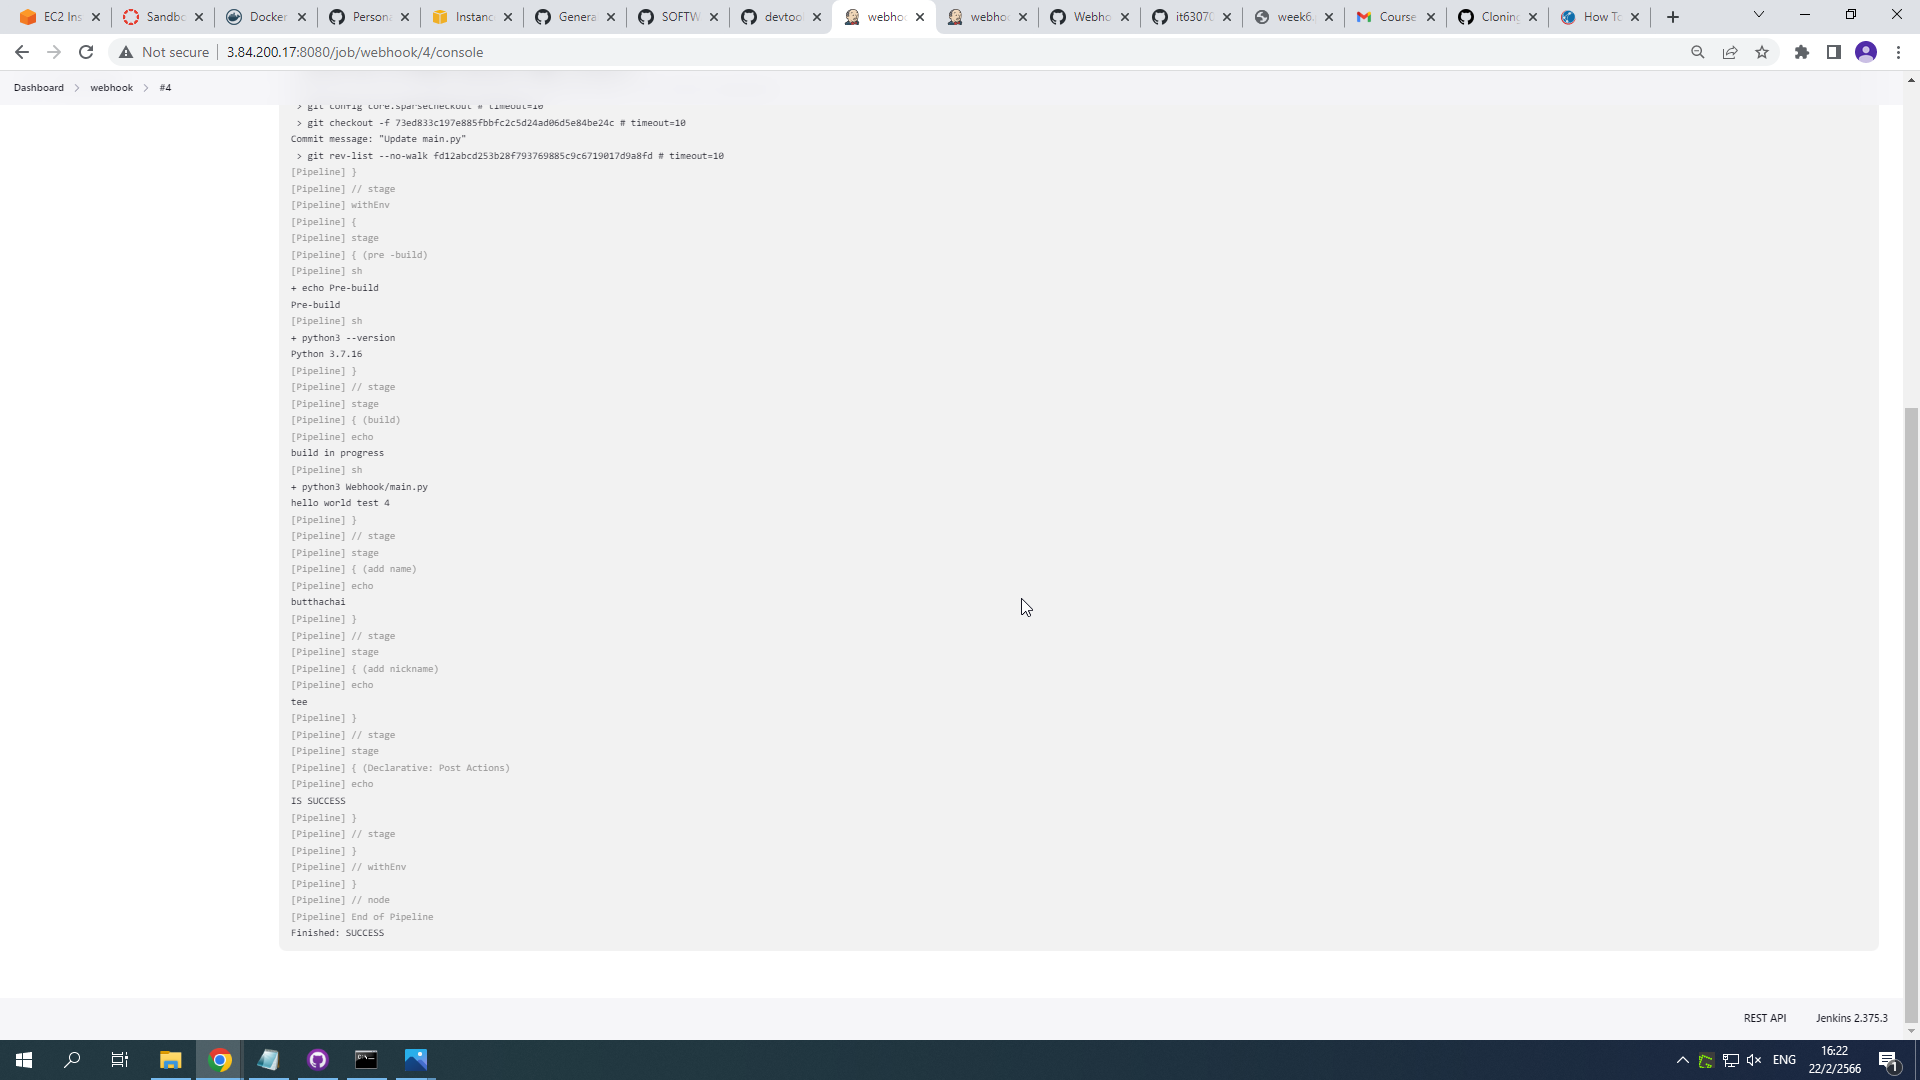 EC2 Ins
Sandbo
Docker
Persona
Instanc
Genera
SOFTW
devtoo
webhoo
webhoo
Webho
it63070
week6
Course
Cloning
How To
Not secure
3.84.200.17:8080/job/webhook/4/console
Dashboard > webhook > #4
> git config core.sparsecheckout # timeout=10
> git checkout -f 73ed833c197e885fbbfc2c5d24ad06d5e84be24c # timeout=10
Commit message: "Update main.py"
> git rev-list --no-walk fd12abcd253b28f793769885c9c6719017d9a8fd # timeout=10
[Pipeline] }
[Pipeline] // stage
[Pipeline] withEnv
[Pipeline] {
[Pipeline] stage
[Pipeline] { (pre -build)
[Pipeline] sh
+ echo Pre-build
Pre-build
[Pipeline] sh
+ python3 --version
Python 3.7.16
[Pipeline] }
[Pipeline] // stage
[Pipeline] stage
[Pipeline] { (build)
[Pipeline] echo
build in progress
[Pipeline] sh
+ python3 Webhook/main.py
hello world test 4
[Pipeline] }
[Pipeline] // stage
[Pipeline] stage
[Pipeline] { (add name)
[Pipeline] echo
butthachai
[Pipeline] }
[Pipeline] // stage
[Pipeline] stage
[Pipeline] { (add nickname)
[Pipeline] echo
tee
[Pipeline] }
[Pipeline] // stage
[Pipeline] stage
[Pipeline] { (Declarative: Post Actions)
[Pipeline] echo
IS SUCCESS
[Pipeline] }
[Pipeline] // stage
[Pipeline] }
[Pipeline] // withEnv
[Pipeline] }
[Pipeline] // node
[Pipeline] End of Pipeline
Finished: SUCCESS
REST API
Jenkins 2.375.3
ENG
16:22
22/2/2566
1